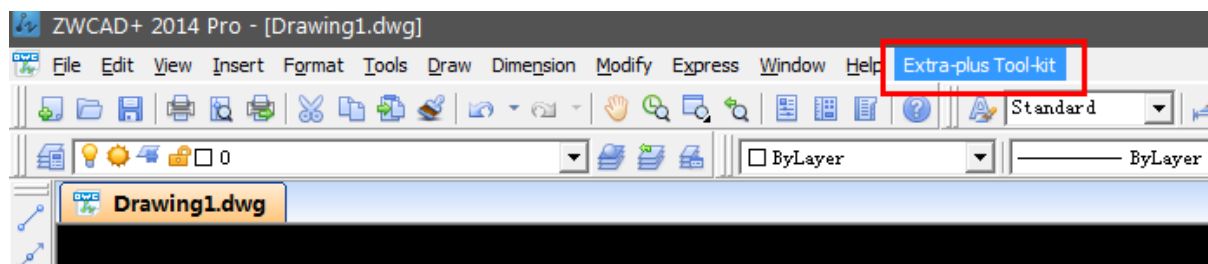 ZWCAD+ 2014 Pro - [Drawing1.dwg]
File Edit View Insert Format Tools Draw Dimension Modify Express Window Help Extra-plus Tool-kit
Standard
0 ByLayer ByLayer
Drawing1.dwg